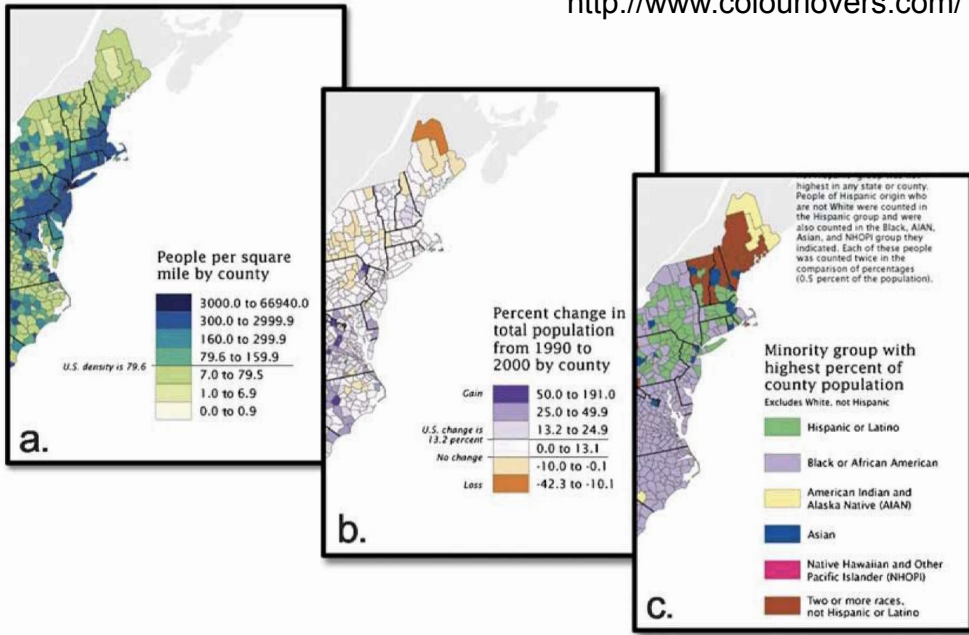 http://www.colourlovers.com/
People per square
mile by county
3000.0 to 66940.0
300.0 to 2999.9
160.0 to 299.9
79.6 to 159.9
U.S. density is 79.6
7.0 to 79.5
1.0 to 6.9
0.0 to 0.9
a.
Percent change in
total population
from 1990 to
2000 by county
Gain
50.0 to 191.0
25.0 to 49.9
13.2 to 24.9
U.S. change is
13.2 percent
0.0 to 13.1
No change
-10.0 to -0.1
Loss
-42.3 to -10.1
b.
highest in any state or county.
People of Hispanic origin who
are not White were counted in
the Hispanic group and were
also counted in the Black, AIAN,
Asian, and NHOPI group they
indicated. Each of these people
was counted twice in the
comparison of percentages
(0.5 percent of the population).
Minority group with
highest percent of
county population
Excludes White, not Hispanic
Hispanic or Latino
Black or African American
American Indian and
Alaska Native (AIAN)
Asian
Native Hawaiian and Other
Pacific Islander (NHOPI)
Two or more races,
not Hispanic or Latino
c.